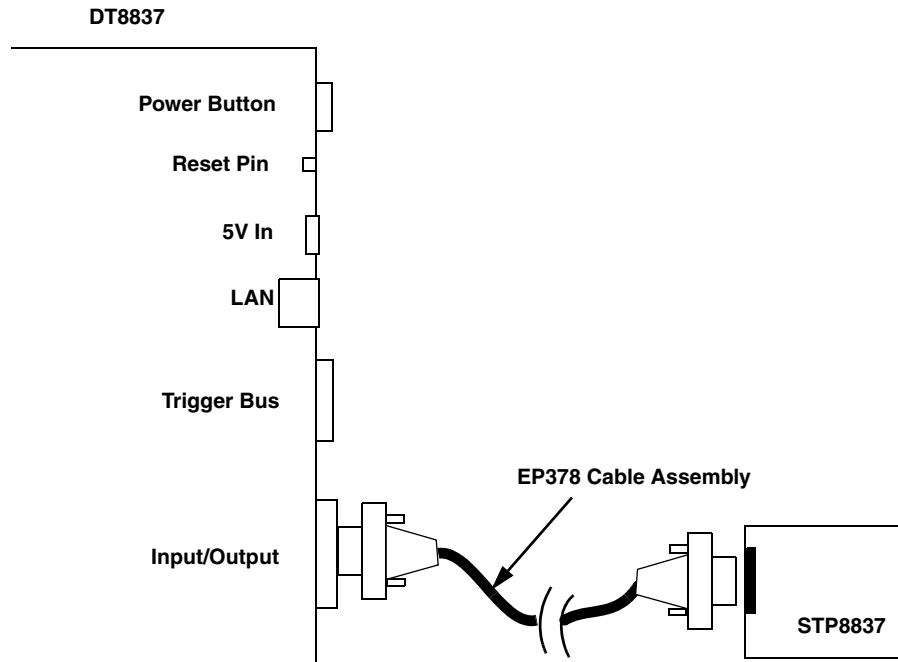 DT8837
Power Button
Reset Pin
5V In
LAN
Trigger Bus
EP378 Cable Assembly
Input/Output
STP8837